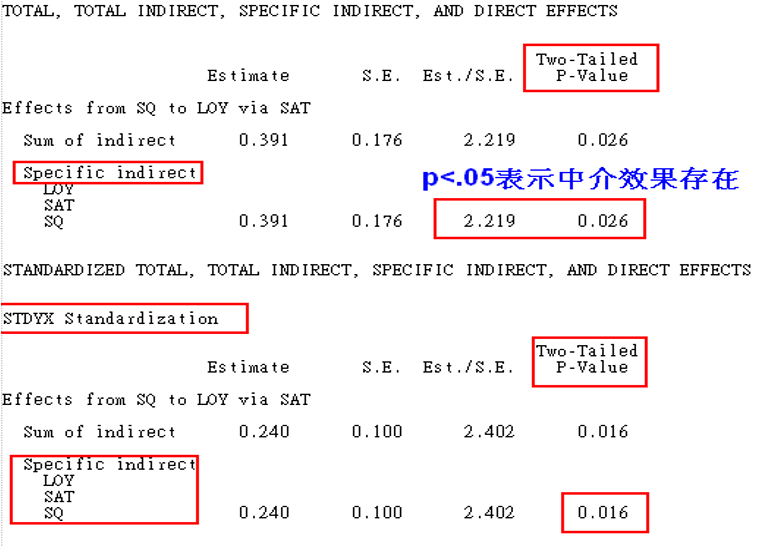 TOTAL, TOTAL INDIRECT, SPECIFIC INDIRECT, AND DIRECT EFFECTS
Two-Tailed
Estimate S.E. Est./S.E. P-Value
Effects from SQ to LOY via SAT
Sum of indirect 0.391 0.176 2.219 0.026
Specific indirect
p<.05表示中介效果存在
LOY
SAT
SQ 0.391 0.176 2.219 0.026
STANDARDIZED TOTAL, TOTAL INDIRECT, SPECIFIC INDIRECT, AND DIRECT EFFECTS
STDYX Standardization
Two-Tailed
Estimate S.E. Est./S.E. P-Value
Effects from SQ to LOY via SAT
Sum of indirect 0.240 0.100 2.402 0.016
Specific indirect
LOY
SAT
SQ 0.240 0.100 2.402 0.016